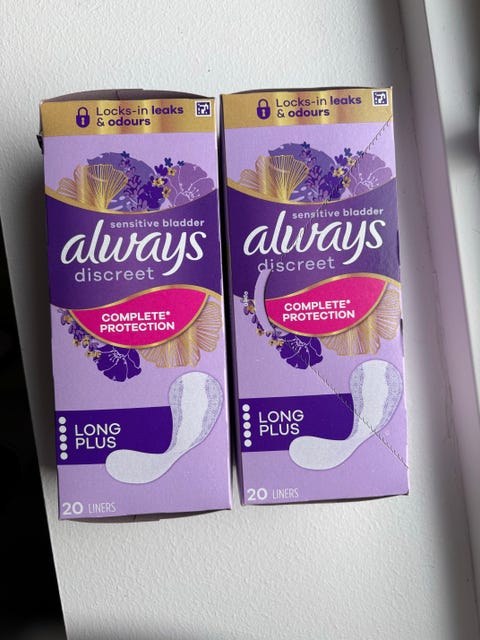 Locks-in leaks
& odours
sensitive bladder
always
discreet
COMPLETE*
PROTECTION
LONG
PLUS
20 LINERS
Locks-in leaks
& odours
sensitive bladder
always
discreet
COMPLETE*
PROTECTION
LONG
PLUS
20 LINERS